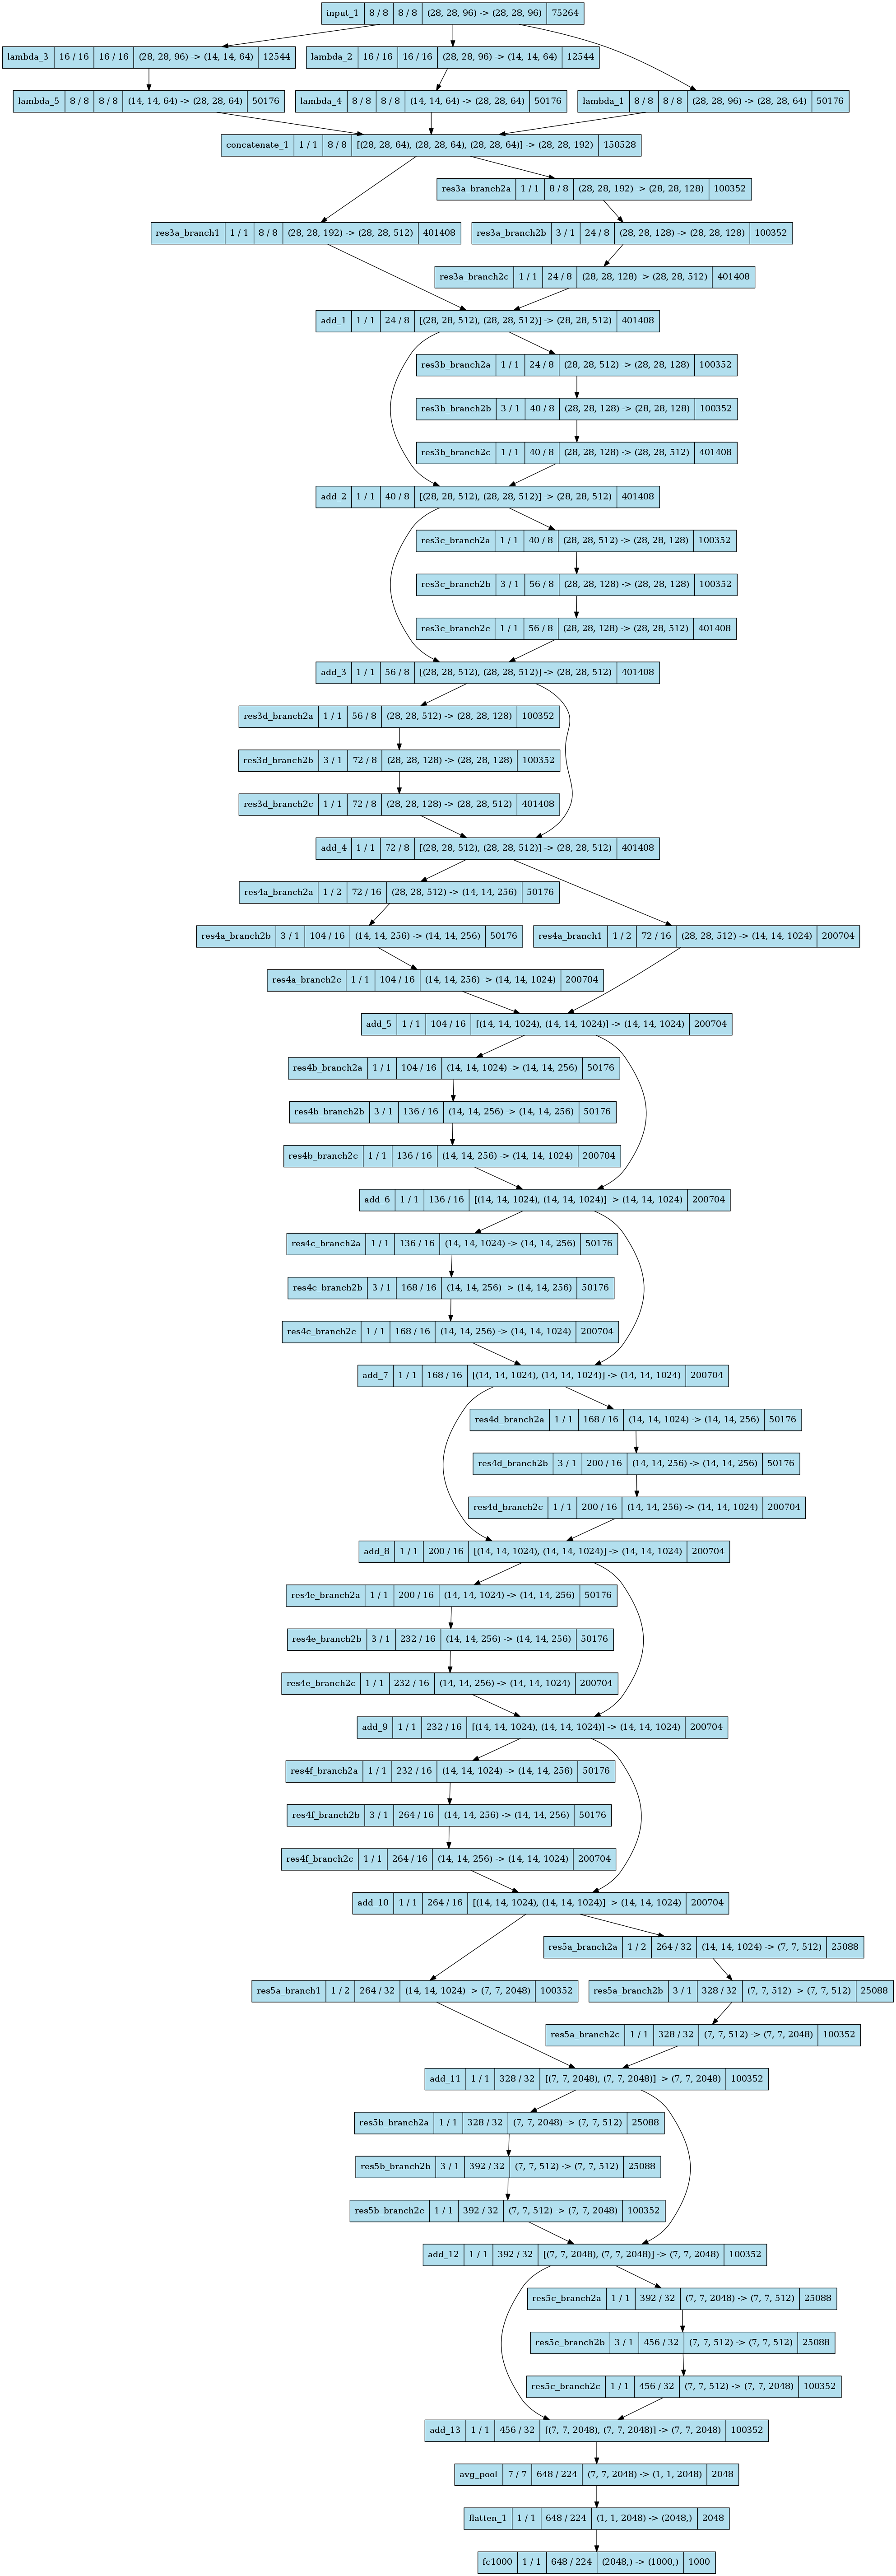 input_1 8 / 8 8 / 8 (28, 28, 96) -> (28, 28, 96) 75264
lambda_3 16 / 16 16 / 16 (28, 28, 96) -> (14, 14, 64) 12544
lambda_2 16 / 16 16 / 16 (28, 28, 96) -> (14, 14, 64) 12544
lambda_5 8 / 8 8 / 8 (14, 14, 64) -> (28, 28, 64) 50176
lambda_4 8 / 8 8 / 8 (14, 14, 64) -> (28, 28, 64) 50176
lambda_1 8 / 8 8 / 8 (28, 28, 96) -> (28, 28, 64) 50176
concatenate_1 1 / 1 8 / 8 [(28, 28, 64), (28, 28, 64), (28, 28, 64)] -> (28, 28, 192) 150528
res3a_branch2a 1 / 1 8 / 8 (28, 28, 192) -> (28, 28, 128) 100352
res3a_branch1 1 / 1 8 / 8 (28, 28, 192) -> (28, 28, 512) 401408
res3a_branch2b 3 / 1 24 / 8 (28, 28, 128) -> (28, 28, 128) 100352
res3a_branch2c 1 / 1 24 / 8 (28, 28, 128) -> (28, 28, 512) 401408
add_1 1 / 1 24 / 8 [(28, 28, 512), (28, 28, 512)] -> (28, 28, 512) 401408
res3b_branch2a 1 / 1 24 / 8 (28, 28, 512) -> (28, 28, 128) 100352
res3b_branch2b 3 / 1 40 / 8 (28, 28, 128) -> (28, 28, 128) 100352
res3b_branch2c 1 / 1 40 / 8 (28, 28, 128) -> (28, 28, 512) 401408
add_2 1 / 1 40 / 8 [(28, 28, 512), (28, 28, 512)] -> (28, 28, 512) 401408
res3c_branch2a 1 / 1 40 / 8 (28, 28, 512) -> (28, 28, 128) 100352
res3c_branch2b 3 / 1 56 / 8 (28, 28, 128) -> (28, 28, 128) 100352
res3c_branch2c 1 / 1 56 / 8 (28, 28, 128) -> (28, 28, 512) 401408
add_3 1 / 1 56 / 8 [(28, 28, 512), (28, 28, 512)] -> (28, 28, 512) 401408
res3d_branch2a 1 / 1 56 / 8 (28, 28, 512) -> (28, 28, 128) 100352
res3d_branch2b 3 / 1 72 / 8 (28, 28, 128) -> (28, 28, 128) 100352
res3d_branch2c 1 / 1 72 / 8 (28, 28, 128) -> (28, 28, 512) 401408
add_4 1 / 1 72 / 8 [(28, 28, 512), (28, 28, 512)] -> (28, 28, 512) 401408
res4a_branch2a 1 / 2 72 / 16 (28, 28, 512) -> (14, 14, 256) 50176
res4a_branch2b 3 / 1 104 / 16 (14, 14, 256) -> (14, 14, 256) 50176
res4a_branch1 1 / 2 72 / 16 (28, 28, 512) -> (14, 14, 1024) 200704
res4a_branch2c 1 / 1 104 / 16 (14, 14, 256) -> (14, 14, 1024) 200704
add_5 1 / 1 104 / 16 [(14, 14, 1024), (14, 14, 1024)] -> (14, 14, 1024) 200704
res4b_branch2a 1 / 1 104 / 16 (14, 14, 1024) -> (14, 14, 256) 50176
res4b_branch2b 3 / 1 136 / 16 (14, 14, 256) -> (14, 14, 256) 50176
res4b_branch2c 1 / 1 136 / 16 (14, 14, 256) -> (14, 14, 1024) 200704
add_6 1 / 1 136 / 16 [(14, 14, 1024), (14, 14, 1024)] -> (14, 14, 1024) 200704
res4c_branch2a 1 / 1 136 / 16 (14, 14, 1024) -> (14, 14, 256) 50176
res4c_branch2b 3 / 1 168 / 16 (14, 14, 256) -> (14, 14, 256) 50176
res4c_branch2c 1 / 1 168 / 16 (14, 14, 256) -> (14, 14, 1024) 200704
add_7 1 / 1 168 / 16 [(14, 14, 1024), (14, 14, 1024)] -> (14, 14, 1024) 200704
res4d_branch2a 1 / 1 168 / 16 (14, 14, 1024) -> (14, 14, 256) 50176
res4d_branch2b 3 / 1 200 / 16 (14, 14, 256) -> (14, 14, 256) 50176
res4d_branch2c 1 / 1 200 / 16 (14, 14, 256) -> (14, 14, 1024) 200704
add_8 1 / 1 200 / 16 [(14, 14, 1024), (14, 14, 1024)] -> (14, 14, 1024) 200704
res4e_branch2a 1 / 1 200 / 16 (14, 14, 1024) -> (14, 14, 256) 50176
res4e_branch2b 3 / 1 232 / 16 (14, 14, 256) -> (14, 14, 256) 50176
res4e_branch2c 1 / 1 232 / 16 (14, 14, 256) -> (14, 14, 1024) 200704
add_9 1 / 1 232 / 16 [(14, 14, 1024), (14, 14, 1024)] -> (14, 14, 1024) 200704
res4f_branch2a 1 / 1 232 / 16 (14, 14, 1024) -> (14, 14, 256) 50176
res4f_branch2b 3 / 1 264 / 16 (14, 14, 256) -> (14, 14, 256) 50176
res4f_branch2c 1 / 1 264 / 16 (14, 14, 256) -> (14, 14, 1024) 200704
add_10 1 / 1 264 / 16 [(14, 14, 1024), (14, 14, 1024)] -> (14, 14, 1024) 200704
res5a_branch2a 1 / 2 264 / 32 (14, 14, 1024) -> (7, 7, 512) 25088
res5a_branch1 1 / 2 264 / 32 (14, 14, 1024) -> (7, 7, 2048) 100352
res5a_branch2b 3 / 1 328 / 32 (7, 7, 512) -> (7, 7, 512) 25088
res5a_branch2c 1 / 1 328 / 32 (7, 7, 512) -> (7, 7, 2048) 100352
add_11 1 / 1 328 / 32 [(7, 7, 2048), (7, 7, 2048)] -> (7, 7, 2048) 100352
res5b_branch2a 1 / 1 328 / 32 (7, 7, 2048) -> (7, 7, 512) 25088
res5b_branch2b 3 / 1 392 / 32 (7, 7, 512) -> (7, 7, 512) 25088
res5b_branch2c 1 / 1 392 / 32 (7, 7, 512) -> (7, 7, 2048) 100352
add_12 1 / 1 392 / 32 [(7, 7, 2048), (7, 7, 2048)] -> (7, 7, 2048) 100352
res5c_branch2a 1 / 1 392 / 32 (7, 7, 2048) -> (7, 7, 512) 25088
res5c_branch2b 3 / 1 456 / 32 (7, 7, 512) -> (7, 7, 512) 25088
res5c_branch2c 1 / 1 456 / 32 (7, 7, 512) -> (7, 7, 2048) 100352
add_13 1 / 1 456 / 32 [(7, 7, 2048), (7, 7, 2048)] -> (7, 7, 2048) 100352
avg_pool 7 / 7 648 / 224 (7, 7, 2048) -> (1, 1, 2048) 2048
flatten_1 1 / 1 648 / 224 (1, 1, 2048) -> (2048,) 2048
fc1000 1 / 1 648 / 224 (2048,) -> (1000,) 1000